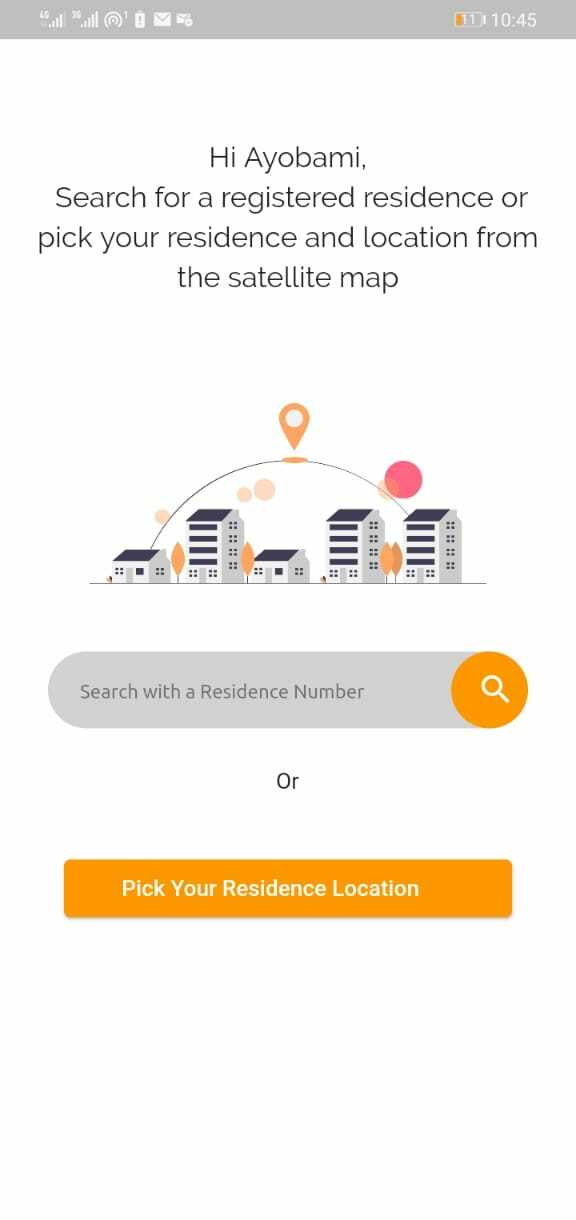 4G 3G 1 11 10:45
Hi Ayobami,
Search for a registered residence or
pick your residence and location from
the satellite map
Search with a Residence Number
Or
Pick Your Residence Location